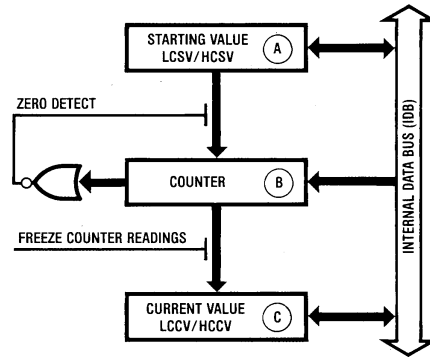 STARTING VALUE
LCSV/HCSV
A
ZERO DETECT
COUNTER
B
INTERNAL DATA BUS (IDB)
FREEZE COUNTER READINGS
CURRENT VALUE
LCCV/HCCV
C